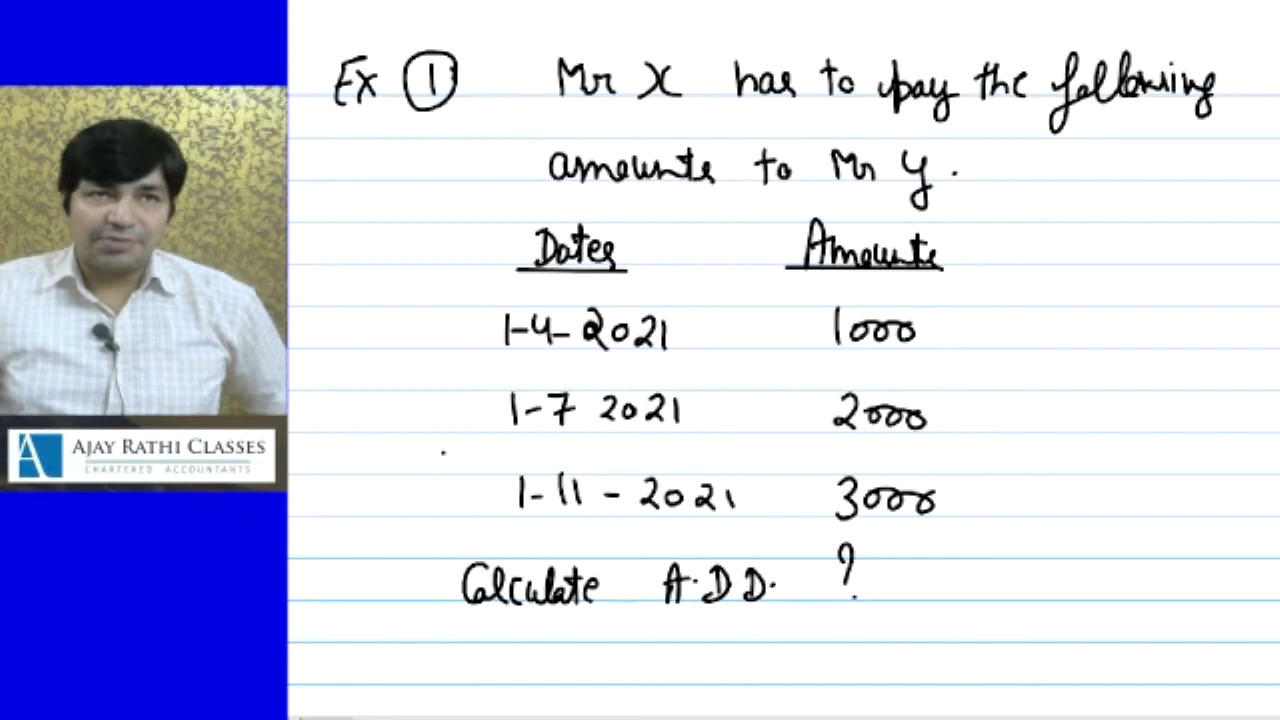 Ex 1 Mr X has to pay the following
amounts to Mr Y.
Dates Amounts
1-4-2021 1000
1-7 2021 2000
1-11-2021 3000
Calculate A.D.D. ?
AJAY RATHI CLASSES
CHARTERED ACCOUNTANTS